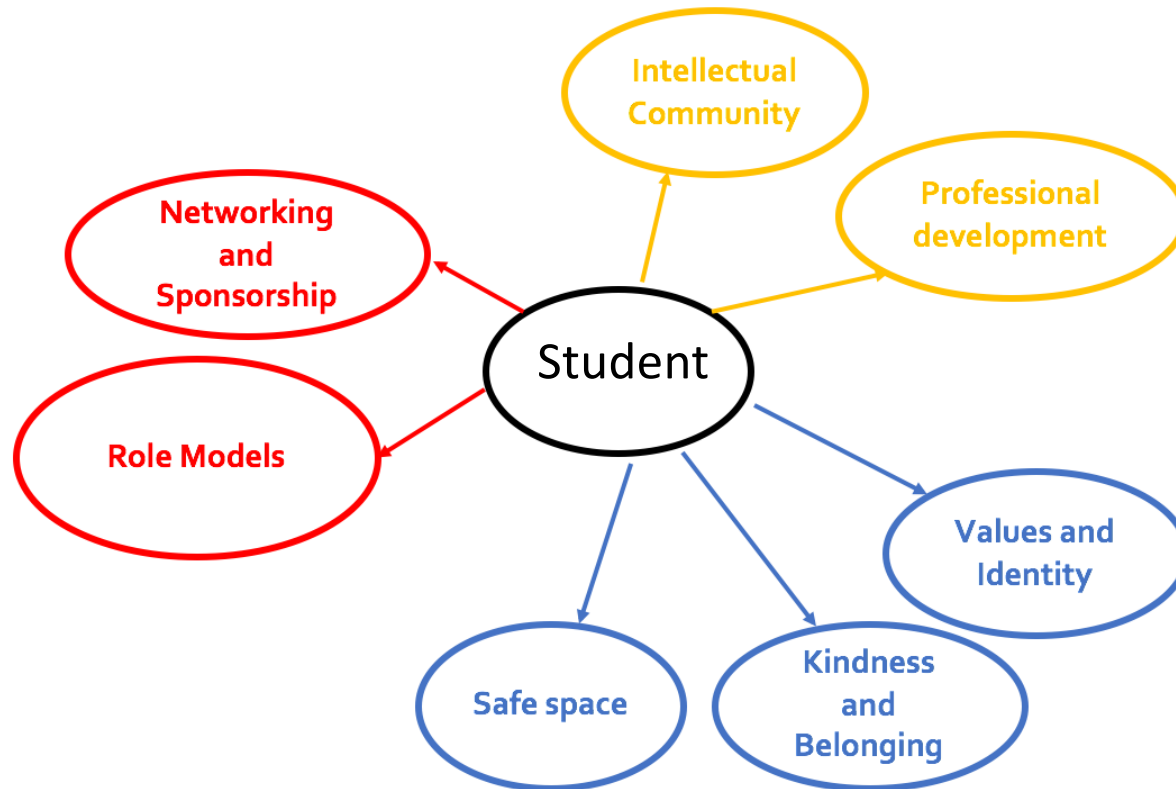 Intellectual
Community
Professional
development
Networking
and
Sponsorship
Student
Role Models
Values and
Identity
Safe space
Kindness
and
Belonging